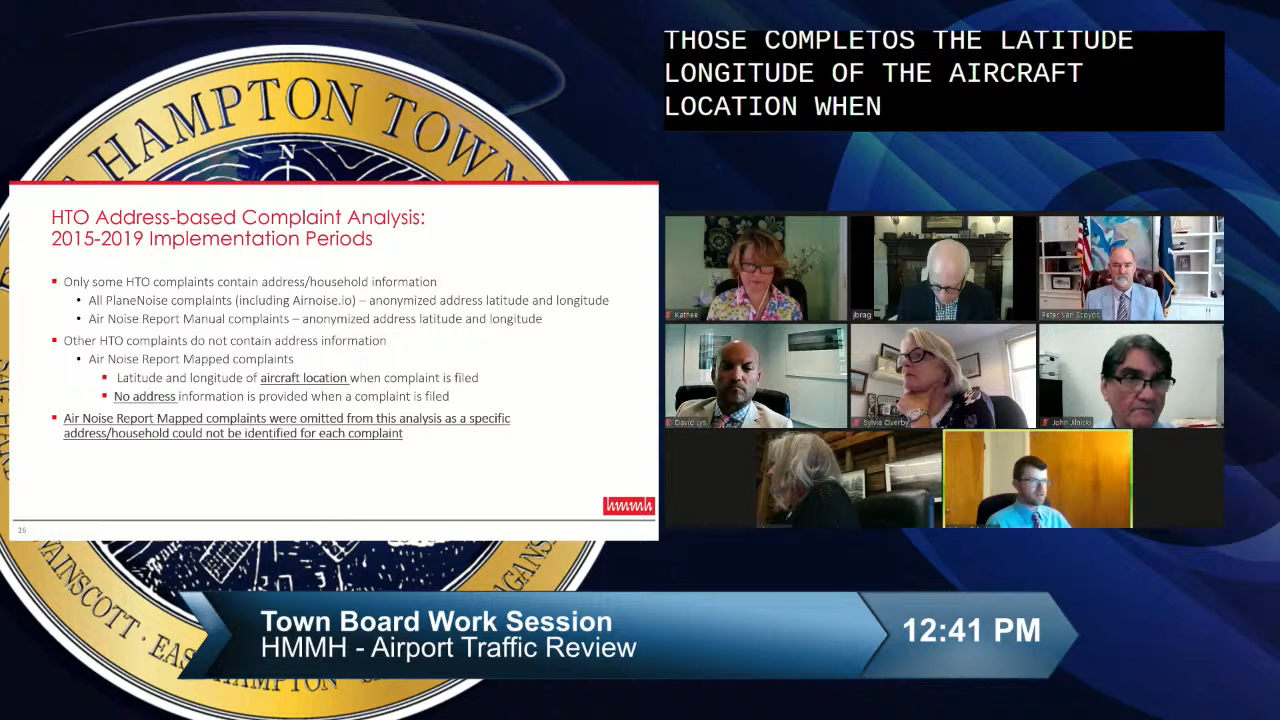 THOSE COMPLETOS THE LATITUDE
LONGITUDE OF THE AIRCRAFT
LOCATION WHEN
HAMPTON TOWN
N
HTO Address-based Complaint Analysis:
2015-2019 Implementation Periods
Only some HTO complaints contain address/household information
• All PlaneNoise complaints (including Airnoise.io) – anonymized address latitude and longitude
• Air Noise Report Manual complaints – anonymized address latitude and longitude
Other HTO complaints do not contain address information
• Air Noise Report Mapped complaints
Latitude and longitude of aircraft location when complaint is filed
No address information is provided when a complaint is filed
Air Noise Report Mapped complaints were omitted from this analysis as a specific
address/household could not be identified for each complaint
hmmh
26
Kathee
jbrag
Peter Van Scoyoc
David Lys
Sylvia Overby
John Jilnicki
WAINSCOTT · EAS
HAMPTON
Town Board Work Session
HMMH - Airport Traffic Review
12:41 PM